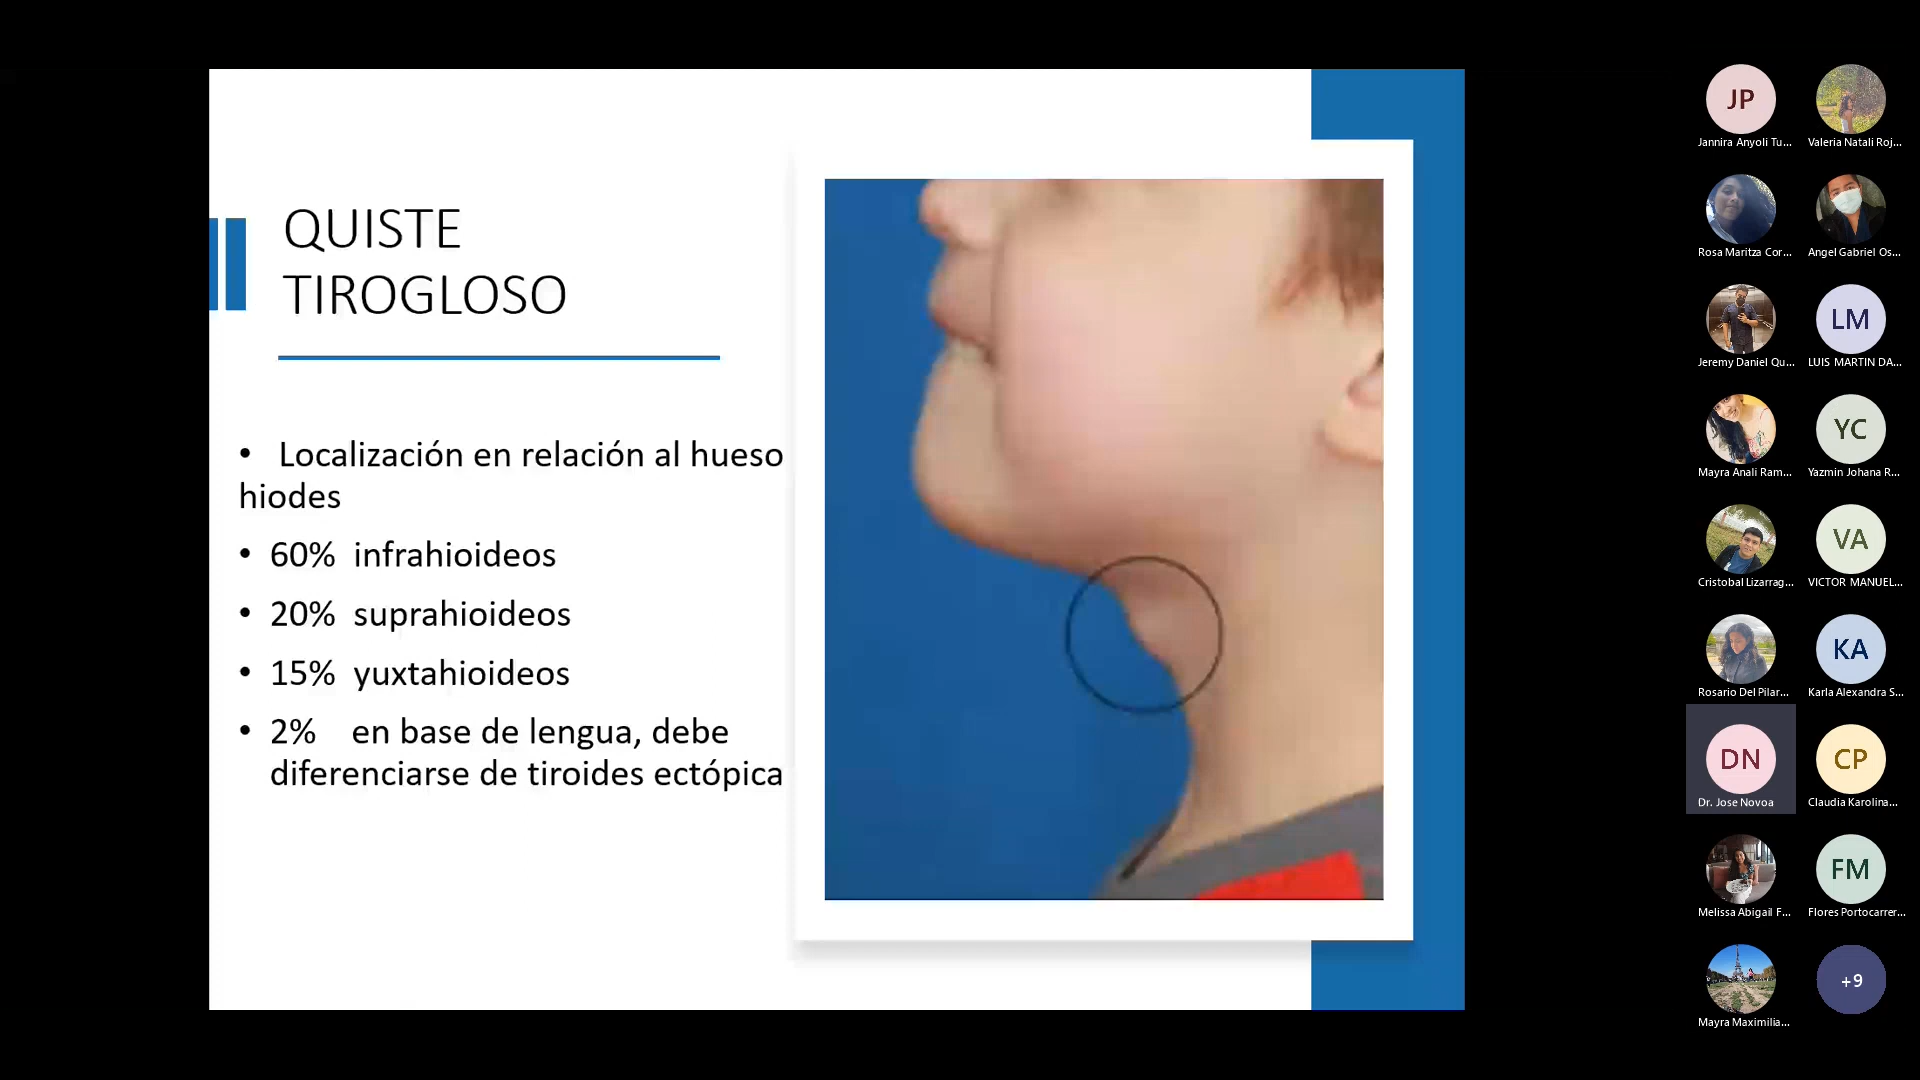 QUISTE
TIROGLOSO
• Localización en relación al hueso
hiodes
• 60% infrahioideos
• 20% suprahioideos
• 15% yuxtahioideos
• 2% en base de lengua, debe
diferenciarse de tiroides ectópica
JP
Jannira Anyoli Tu...
Valeria Natali Roj...
Rosa Maritza Cor...
Angel Gabriel Os...
Jeremy Daniel Qu...
LM
LUIS MARTIN DA...
Mayra Anali Ram...
YC
Yazmin Johana R...
Cristobal Lizarrag...
VA
VICTOR MANUEL...
Rosario Del Pilar...
KA
Karla Alexandra S...
DN
Dr. Jose Novoa
CP
Claudia Karolina...
Melissa Abigail F...
FM
Flores Portocarrer...
Mayra Maximilia...
+9